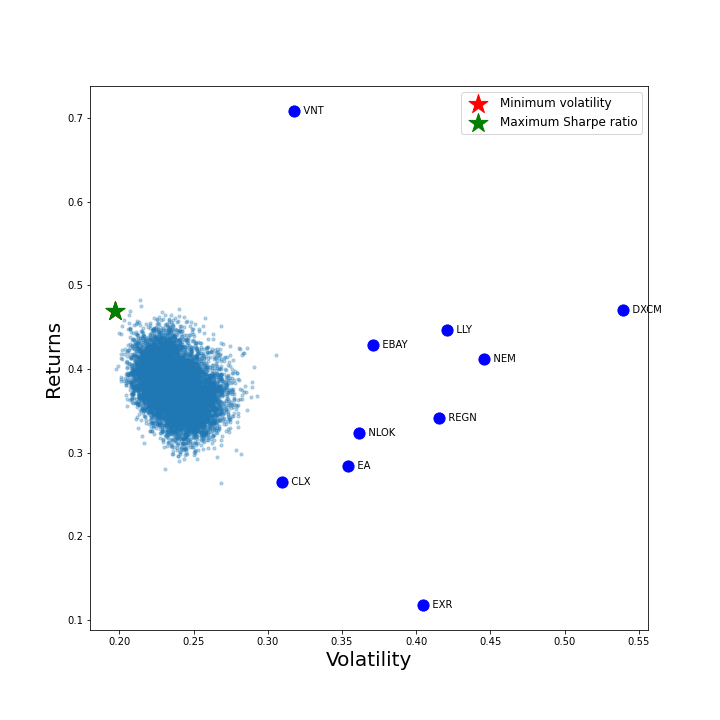 Minimum volatility
Maximum Sharpe ratio
0.7
VNT
0.6
0.5
DXCM
LLY
EBAY
NEM
0.4
Returns
REGN
NLOK
0.3
EA
CLX
0.2
EXR
0.1
0.20 0.25 0.30 0.35 0.40 0.45 0.50 0.55
Volatility